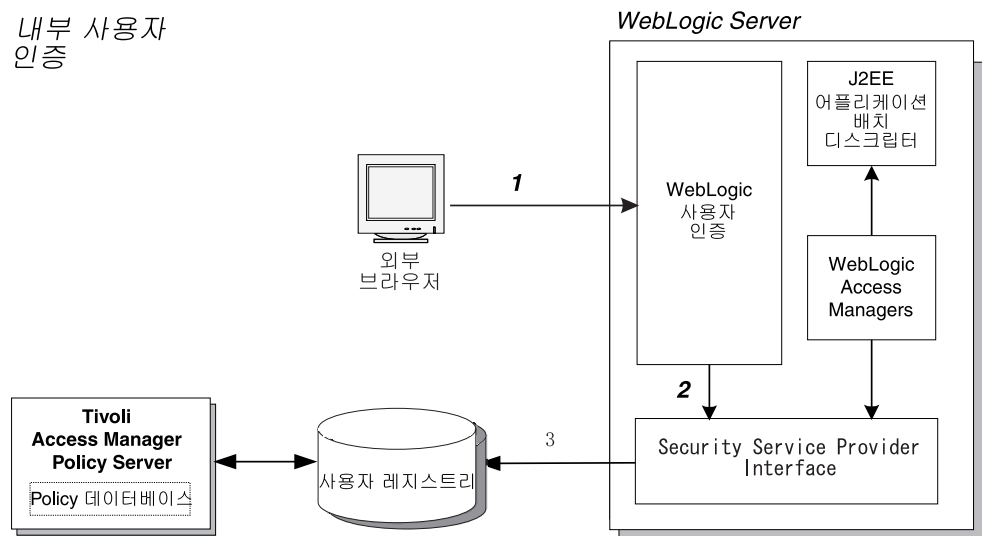 내부 사용자
인증
WebLogic Server
J2EE
어플리케이션
배치
디스크립터
1
WebLogic
사용자
인증
외부
브라우저
WebLogic
Access
Managers
2
Tivoli
Access Manager
Policy Server
Policy 데이터베이스
사용자 레지스트리
3
Security Service Provider
Interface